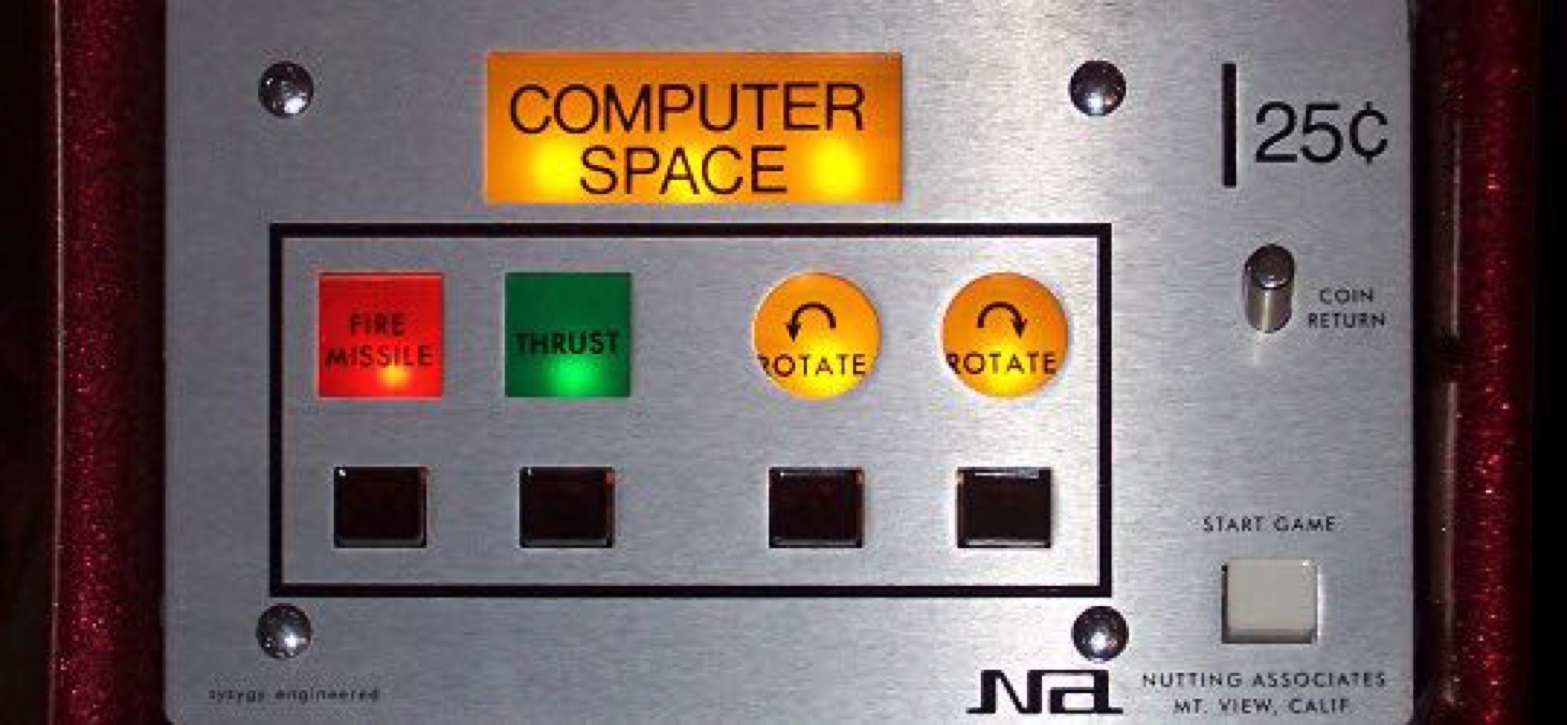 COMPUTER
SPACE
25¢
FIRE
MISSILE
THRUST
ROTATE
ROTATE
COIN
RETURN
START GAME
syzygy engineered
Na
NUTTING ASSOCIATES
MT. VIEW, CALIF.